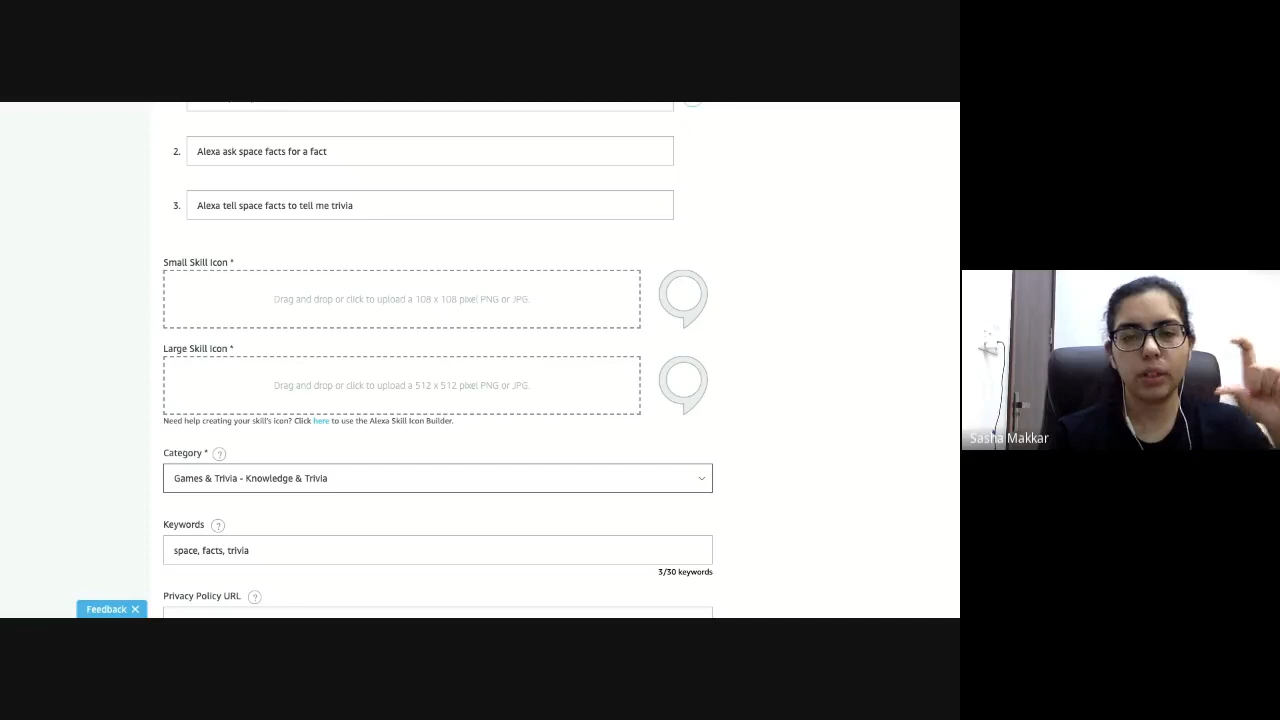 2. Alexa ask space facts for a fact
3. Alexa tell space facts to tell me trivia
Small Skill Icon *
Drag and drop or click to upload a 108 x 108 pixel PNG or JPG.
Large Skill Icon *
Drag and drop or click to upload a 512 x 512 pixel PNG or JPG.
Need help creating your skill's icon? Click here to use the Alexa Skill Icon Builder.
Sasha Makkar
Category * ?
Games & Trivia - Knowledge & Trivia
Keywords ?
space, facts, trivia
3/30 keywords
Privacy Policy URL ?
Feedback ✕